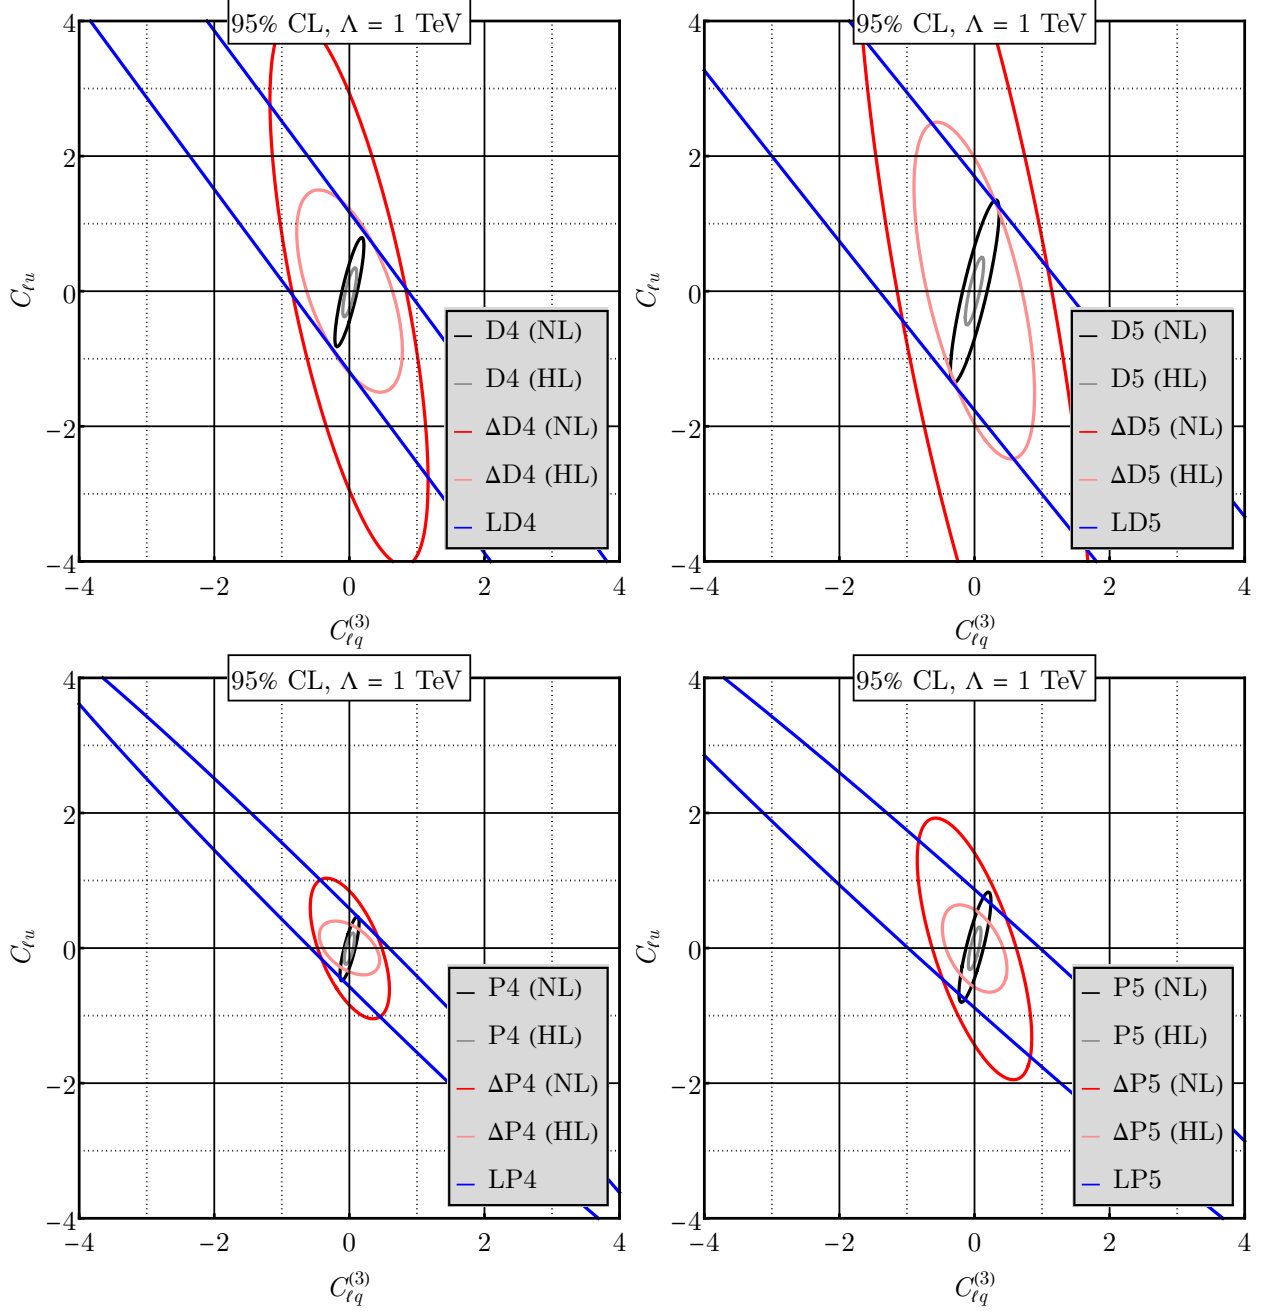 95% CL, Λ = 1 TeV
4
2
0
−2
−4
C_{ℓu}
D4 (NL)
D4 (HL)
ΔD4 (NL)
ΔD4 (HL)
LD4
−4 −2 0 2 4
C_{ℓq}^{(3)}
95% CL, Λ = 1 TeV
4
2
0
−2
−4
C_{ℓu}
D5 (NL)
D5 (HL)
ΔD5 (NL)
ΔD5 (HL)
LD5
−4 −2 0 2 4
C_{ℓq}^{(3)}
95% CL, Λ = 1 TeV
4
2
0
−2
−4
C_{ℓu}
P4 (NL)
P4 (HL)
ΔP4 (NL)
ΔP4 (HL)
LP4
−4 −2 0 2 4
C_{ℓq}^{(3)}
95% CL, Λ = 1 TeV
4
2
0
−2
−4
C_{ℓu}
P5 (NL)
P5 (HL)
ΔP5 (NL)
ΔP5 (HL)
LP5
−4 −2 0 2 4
C_{ℓq}^{(3)}